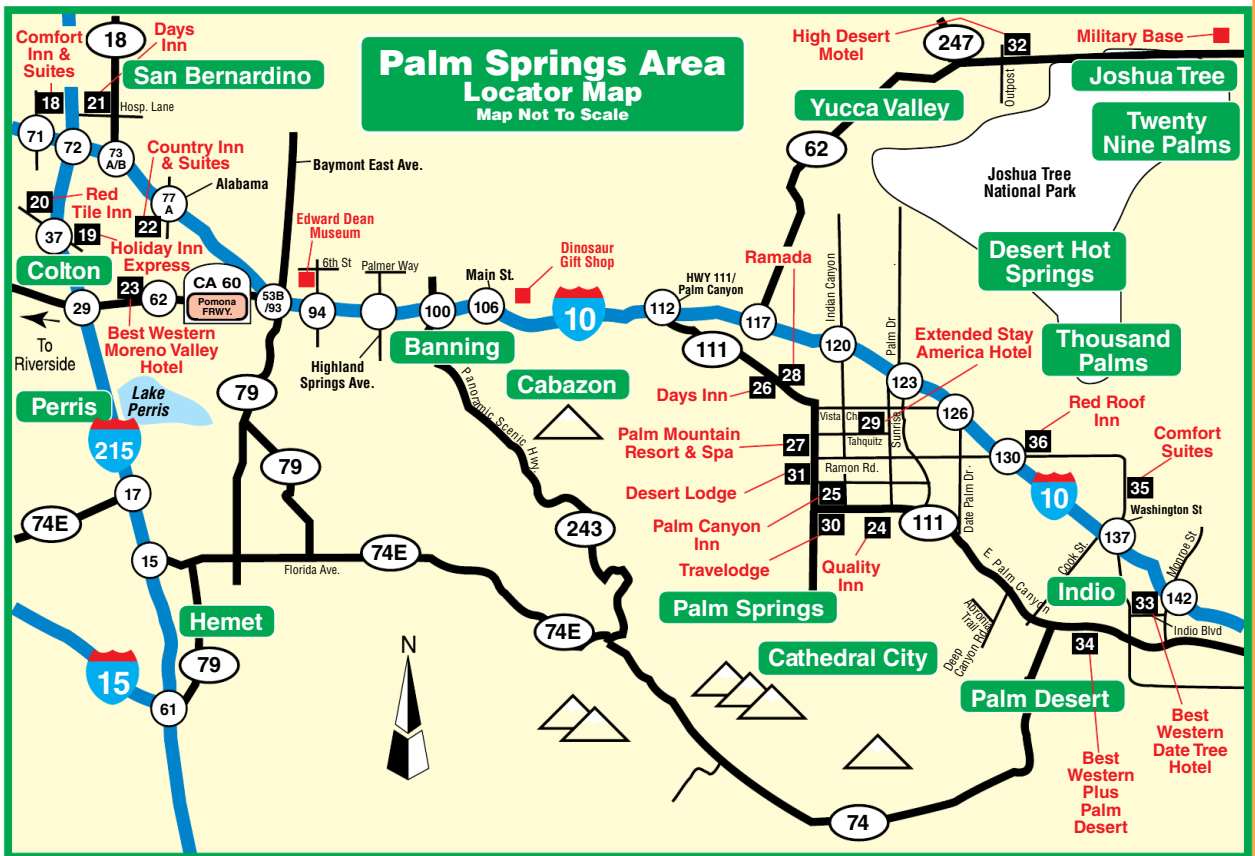 Palm Springs Area
Locator Map
Map Not To Scale
Comfort
Inn &
Suites
18
Days
Inn
San Bernardino
18
21
Hosp. Lane
71
72
73
A/B
Country Inn
& Suites
77
A
Alabama
20
Red
Tile Inn
22
37
19
Holiday Inn
Express
Colton
Baymont East Ave.
Edward Dean
Museum
6th St
Palmer Way
Main St.
Dinosaur
Gift Shop
23
62
CA 60
Pomona
FRWY.
29
53B
/93
94
100
106
10
To
Riverside
Best Western
Moreno Valley
Hotel
Highland
Springs Ave.
Banning
Cabazon
Perris
Lake
Perris
79
Panoramic Scenic Hwy.
215
79
17
74E
243
15
74E
Florida Ave.
Hemet
74E
79
15
61
N
High Desert
Motel
247
32
Military Base
Outpost
Joshua Tree
Yucca Valley
Twenty
Nine Palms
62
Joshua Tree
National Park
Desert Hot
Springs
Ramada
HWY 111/
Palm Canyon
112
117
Indian Canyon
Palm Dr
120
Extended Stay
America Hotel
Thousand
Palms
111
28
26
Days Inn
123
Vista Ch
29
Sunrise
Tahquitz
126
Red Roof
Inn
36
Palm Mountain
Resort & Spa
27
130
Comfort
Suites
Ramon Rd.
31
Desert Lodge
25
35
10
Washington St
Palm Canyon
Inn
30
24
111
Date Palm Dr.
137
Travelodge
Quality
Inn
E Palm Canyon
Cook St.
Monroe St
Palm Springs
Indio
33
142
Abronia
Trail
Indio Blvd
Deep
Canyon Rd.
34
Cathedral City
Palm Desert
Best
Western
Date Tree
Hotel
Best
Western
Plus
Palm
Desert
74